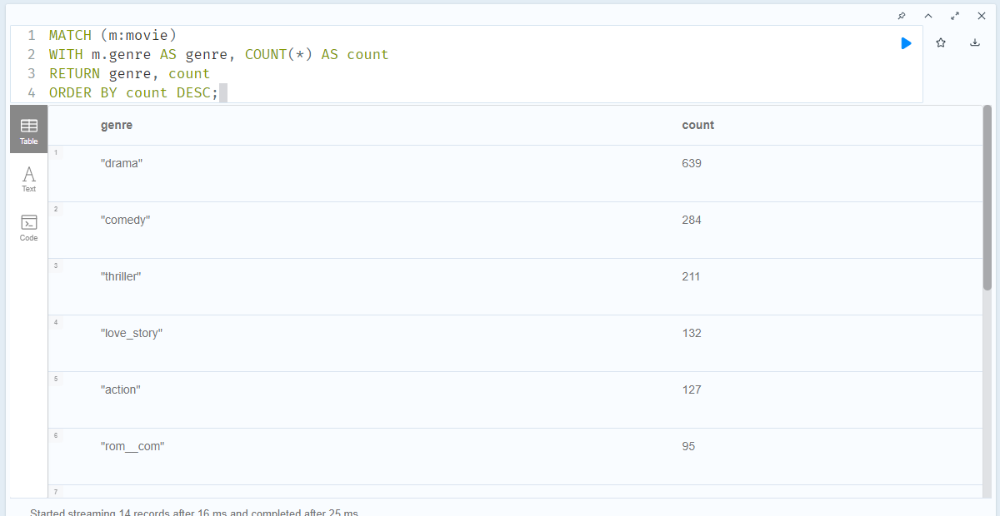 1 MATCH (m:movie)
2 WITH m.genre AS genre, COUNT(*) AS count
3 RETURN genre, count
4 ORDER BY count DESC;
Table
Text
Code
genre count
1 "drama" 639
2 "comedy" 284
3 "thriller" 211
4 "love_story" 132
5 "action" 127
6 "rom__com" 95
7
Started streaming 14 records after 16 ms and completed after 25 ms.